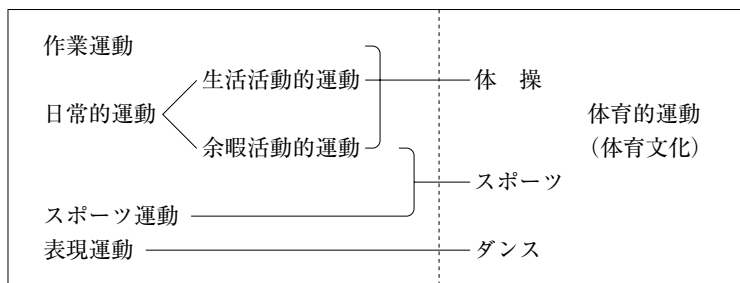 作業運動
生活活動的運動
体　操
日常的運動
体育的運動
余暇活動的運動
（体育文化）
スポーツ
スポーツ運動
表現運動
ダンス